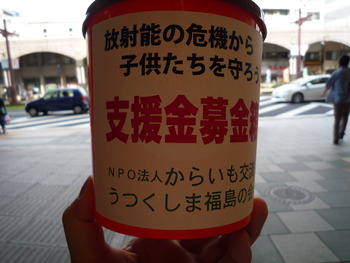 放射能の危機から
子供たちを守ろう
支援金募金
NPO法人からいも交
うつくしま福島の会